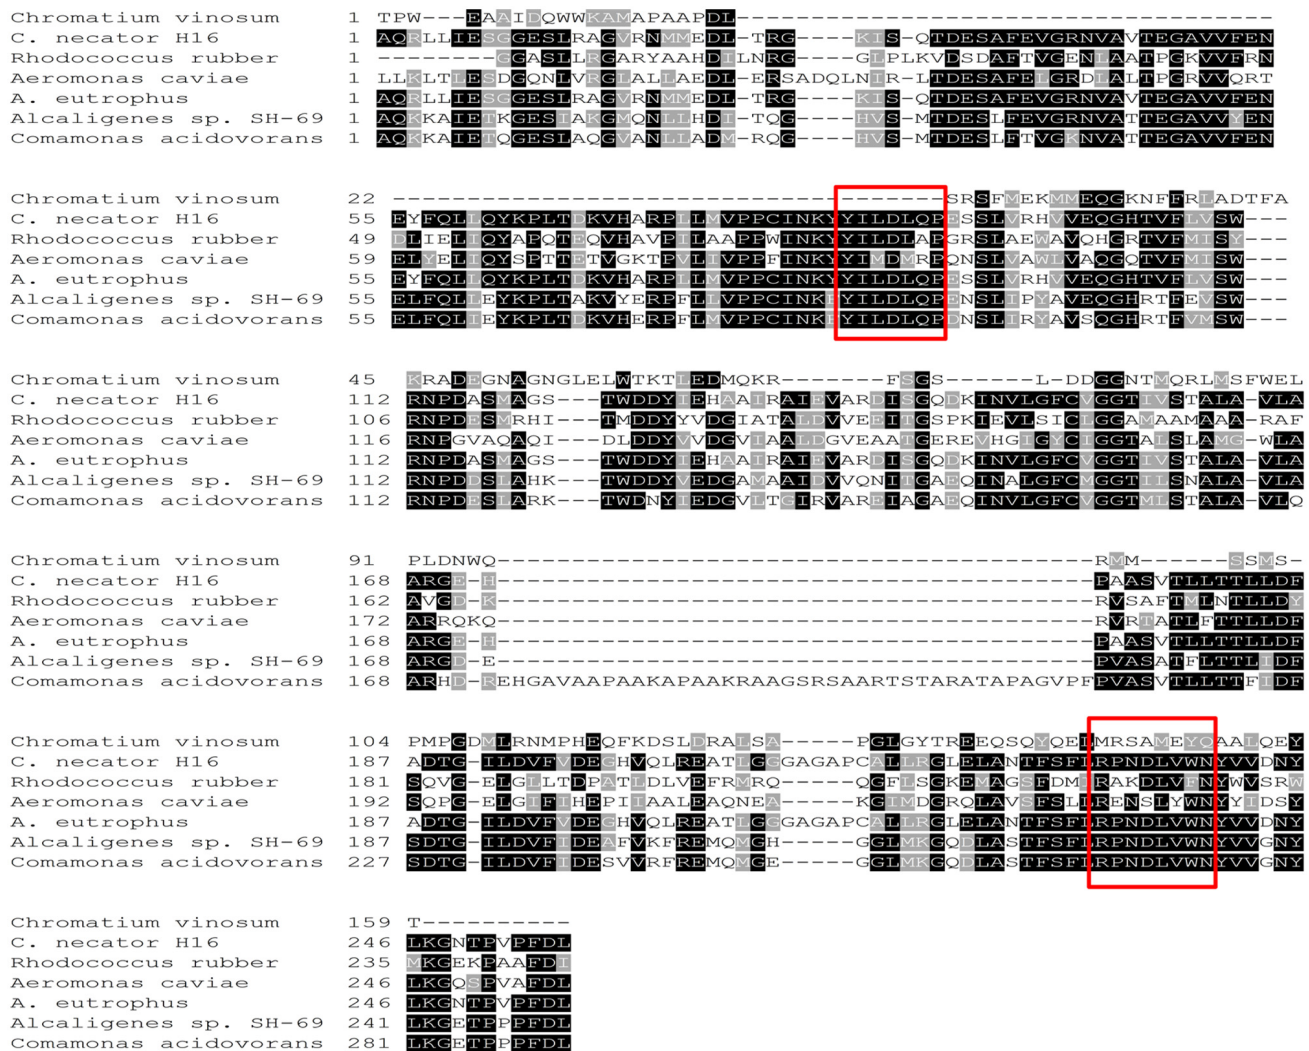 Chromatium vinosum 1 TPW---EAAIDQWWKAMAPAAPDL------------------------------------
C. necator H16 1 AQRLLIESGGESLRAGVRNMMEDL-TRG----KIS-QTDESAFEVGRNVAVTEGAVVFEN
Rhodococcus rubber 1 ------GGASLRLGARYAAHDILNRG----GLPLKVDSDAFTVGENLAATPGKVVFRN
Aeromonas caviae 1 LLKLTLESDGQNLVRGLALLAEDL-ERSADQLNIR-LTDESAFELGRDLALTPGRVVQRT
A. eutrophus 1 AQRLLIESGGESLRAGVRNMMEDL-TRG----KIS-QTDESAFEVGRNVAVTEGAVVFEN
Alcaligenes sp. SH-69 1 AQKKAIETKGESIAKGMQNLLHDI-TQG----HVS-MTDESLFEVGRNVATTEGAVVYEN
Comamonas acidovorans 1 AQKKAIETQGESLAQGVANLLADM-RQG----HVS-MTDESLFTVGKNVATTEGAVVFEN
Chromatium vinosum 22 -------------------------------------SRSFMEKMMEQGKNFFRLADTFA
C. necator H16 55 EYFQLLQYKPLTDKVHARPLLMVPPCINKYYILDLQPESSLVRHVVEQGHTVFLVSW---
Rhodococcus rubber 49 DLIELIQYAPQTEQVHAVPILAAPPWINKYYILDLAPGRSLAEWAVQHGRTVFMISY---
Aeromonas caviae 59 ELYELIQYSPTTETVGKTPVLIVPPFINKYYIMDMRPQNSLVAWLVAQGQTVFMISW---
A. eutrophus 55 EYFQLLQYKPLTDKVHARPLLMVPPCINKYYILDLQPESSLVRHVVEQGHTVFLVSW---
Alcaligenes sp. SH-69 55 ELFQLLEYKPLTAKVYERPFLLVPPCINKFYILDLQPENSLIPYAVEQGHRTFEVSW---
Comamonas acidovorans 55 ELFQLIEYKPLTDKVHERPFLMVPPCINKFYILDLQPDNSLIRYAVSQGHRTFVMSW---
Chromatium vinosum 45 KRADEGNAGNGLELWTKTLEDMQKR-------FSGS------L-DDGGNTMQRLMSFWEL
C. necator H16 112 RNPDASMAGS---TWDDYIEHAAIRAIEVARDISGQDKINVLGFCVGGTIVSTALA-VLA
Rhodococcus rubber 106 RNPDESMRHI---TMDDYYVDGIATALDVVEEITGSPKIEVLSICLGGAMAAMAAA-RAF
Aeromonas caviae 116 RNPGVAQAQI---DLDDYVVDGVIAALDGVEAATGEREVHGIGYCIGGTALSLAMG-WLA
A. eutrophus 112 RNPDASMAGS---TWDDYIEHAAIRAIEVARDISGQDKINVLGFCVGGTIVSTALA-VLA
Alcaligenes sp. SH-69 112 RNPDDSLAHK---TWDDYVEDGAMAAIDVVQNITGAEQINALGFCMGGTILSNALA-VLA
Comamonas acidovorans 112 RNPDESLARK---TWDNYIEDGVLTGIRVAREIAGAEQINVLGFCVGGTMLSTALA-VLQ
Chromatium vinosum 91 PLDNWQ----------------------------------------RMM-----SSMS-
C. necator H16 168 ARGE-H----------------------------------------PAASVTLLTTLLDF
Rhodococcus rubber 162 AVGD-K----------------------------------------RVSAFTMLNTLLDY
Aeromonas caviae 172 ARRQKQ----------------------------------------RVRTATLFTTLLDF
A. eutrophus 168 ARGE-H----------------------------------------PAASVTLLTTLLDF
Alcaligenes sp. SH-69 168 ARGD-E----------------------------------------PVASATFLTTLIDF
Comamonas acidovorans 168 ARHD-REHGAVAAPAAKAPAAKRAAGSRSAARTSTARATAPAGVPFPVASVTLLTTFIDF
Chromatium vinosum 104 PMPGDMLRNMPHEQFKDSLDRALSA-----PGLGYTREEQSQYQELMRSAMEYQAALQEY
C. necator H16 187 ADTG-ILDVFVDEGHVQLREATLGGGAGAPCALLRGLELANTFSFLRPNDLVWNYVVDNY
Rhodococcus rubber 181 SQVG-ELGLLTDPATLDLVEFRMRQ-----QGFLSGKEMAGSFDMIRAKDLVFNYWVSRW
Aeromonas caviae 192 SQPG-ELGIFIHEPIIAALEAQNEA-----KGIMDGRQLAVSFSLLRENSLYWNYYIDSY
A. eutrophus 187 ADTG-ILDVFVDEGHVQLREATLGGGAGAPCALLRGLELANTFSFLRPNDLVWNYVVDNY
Alcaligenes sp. SH-69 187 SDTG-ILDVFIDEAFVKFREMQMGH-----GGLMKGQDLASTFSFLRPNDLVWNYVVGNY
Comamonas acidovorans 227 SDTG-ILDVFIDESVVRFREMQMGE-----GGLMKGQDLASTFSFLRPNDLVWNYVVGNY
Chromatium vinosum 159 T----------
C. necator H16 246 LKGNTPVPFDL
Rhodococcus rubber 235 MKGEKPAAFDI
Aeromonas caviae 246 LKGQSPVAFDL
A. eutrophus 246 LKGNTPVPFDL
Alcaligenes sp. SH-69 241 LKGETPPPFDL
Comamonas acidovorans 281 LKGETPPPFDL